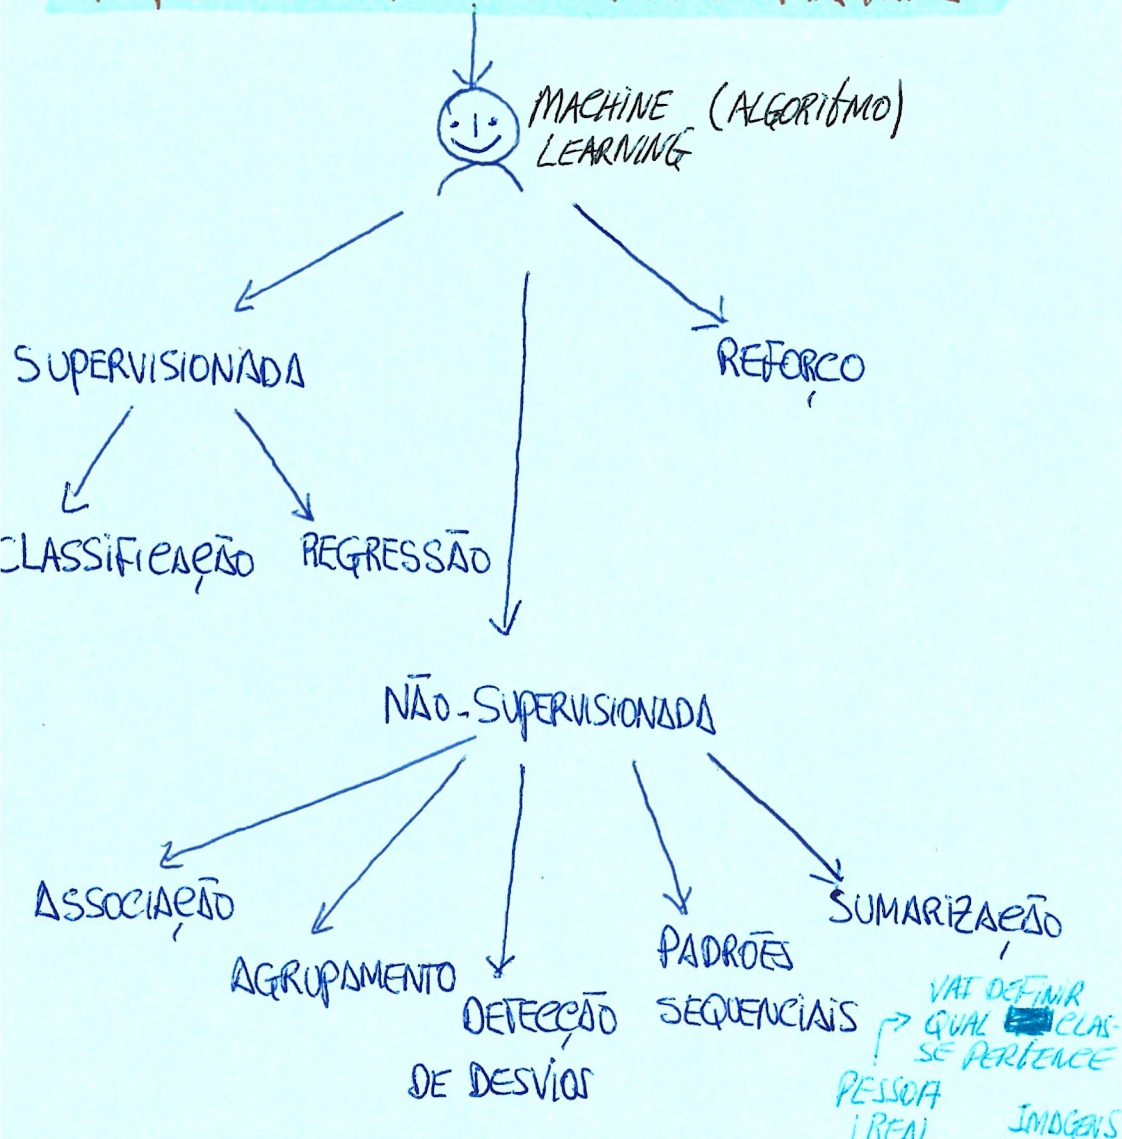 MACHINE (ALGORITMO)
LEARNING
SUPERVISIONADA
REFORÇO
CLASSIFICAÇÃO
REGRESSÃO
NÃO-SUPERVISIONADA
ASSOCIAÇÃO
AGRUPAMENTO
DETECÇÃO
DE DESVIOS
PADRÕES
SEQUENCIAIS
SUMARIZAÇÃO
VAI DEFINIR
QUAL CLAS-
SE PERTENCE
PESSOA
IMAGENS